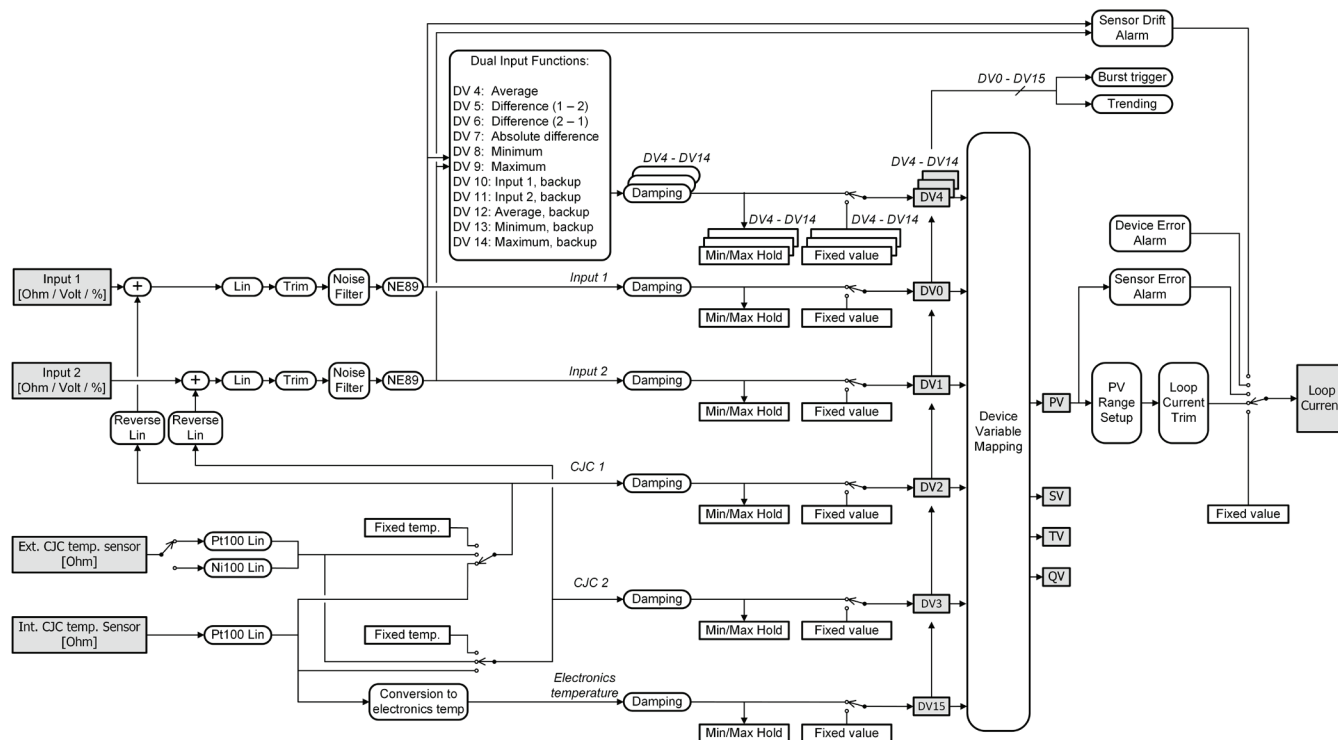 Sensor Drift
Alarm
Dual Input Functions:
DV 4: Average
DV 5: Difference (1 – 2)
DV 6: Difference (2 – 1)
DV 7: Absolute difference
DV 8: Minimum
DV 9: Maximum
DV 10: Input 1, backup
DV 11: Input 2, backup
DV 12: Average, backup
DV 13: Minimum, backup
DV 14: Maximum, backup
DV0 - DV15
Burst trigger
Trending
DV4 - DV14
Damping
DV4 - DV14
DV4
DV4 - DV14
Min/Max Hold
DV4 - DV14
Fixed value
Device Error
Alarm
Input 1
[Ohm / Volt / %]
+
Lin
Trim
Noise
Filter
NE89
Input 1
Damping
Min/Max Hold
Fixed value
DV0
Sensor Error
Alarm
Input 2
[Ohm / Volt / %]
+
Lin
Trim
Noise
Filter
NE89
Input 2
Damping
Min/Max Hold
Fixed value
DV1
Device
Variable
Mapping
PV
PV
Range
Setup
Loop
Current
Trim
Loop
Current
Reverse
Lin
Reverse
Lin
CJC 1
Damping
Min/Max Hold
Fixed value
DV2
SV
TV
QV
Fixed value
Ext. CJC temp. sensor
[Ohm]
Pt100 Lin
Ni100 Lin
Fixed temp.
CJC 2
Damping
Min/Max Hold
Fixed value
DV3
Int. CJC temp. Sensor
[Ohm]
Pt100 Lin
Fixed temp.
Conversion to
electronics temp
Electronics
temperature
Damping
Min/Max Hold
Fixed value
DV15